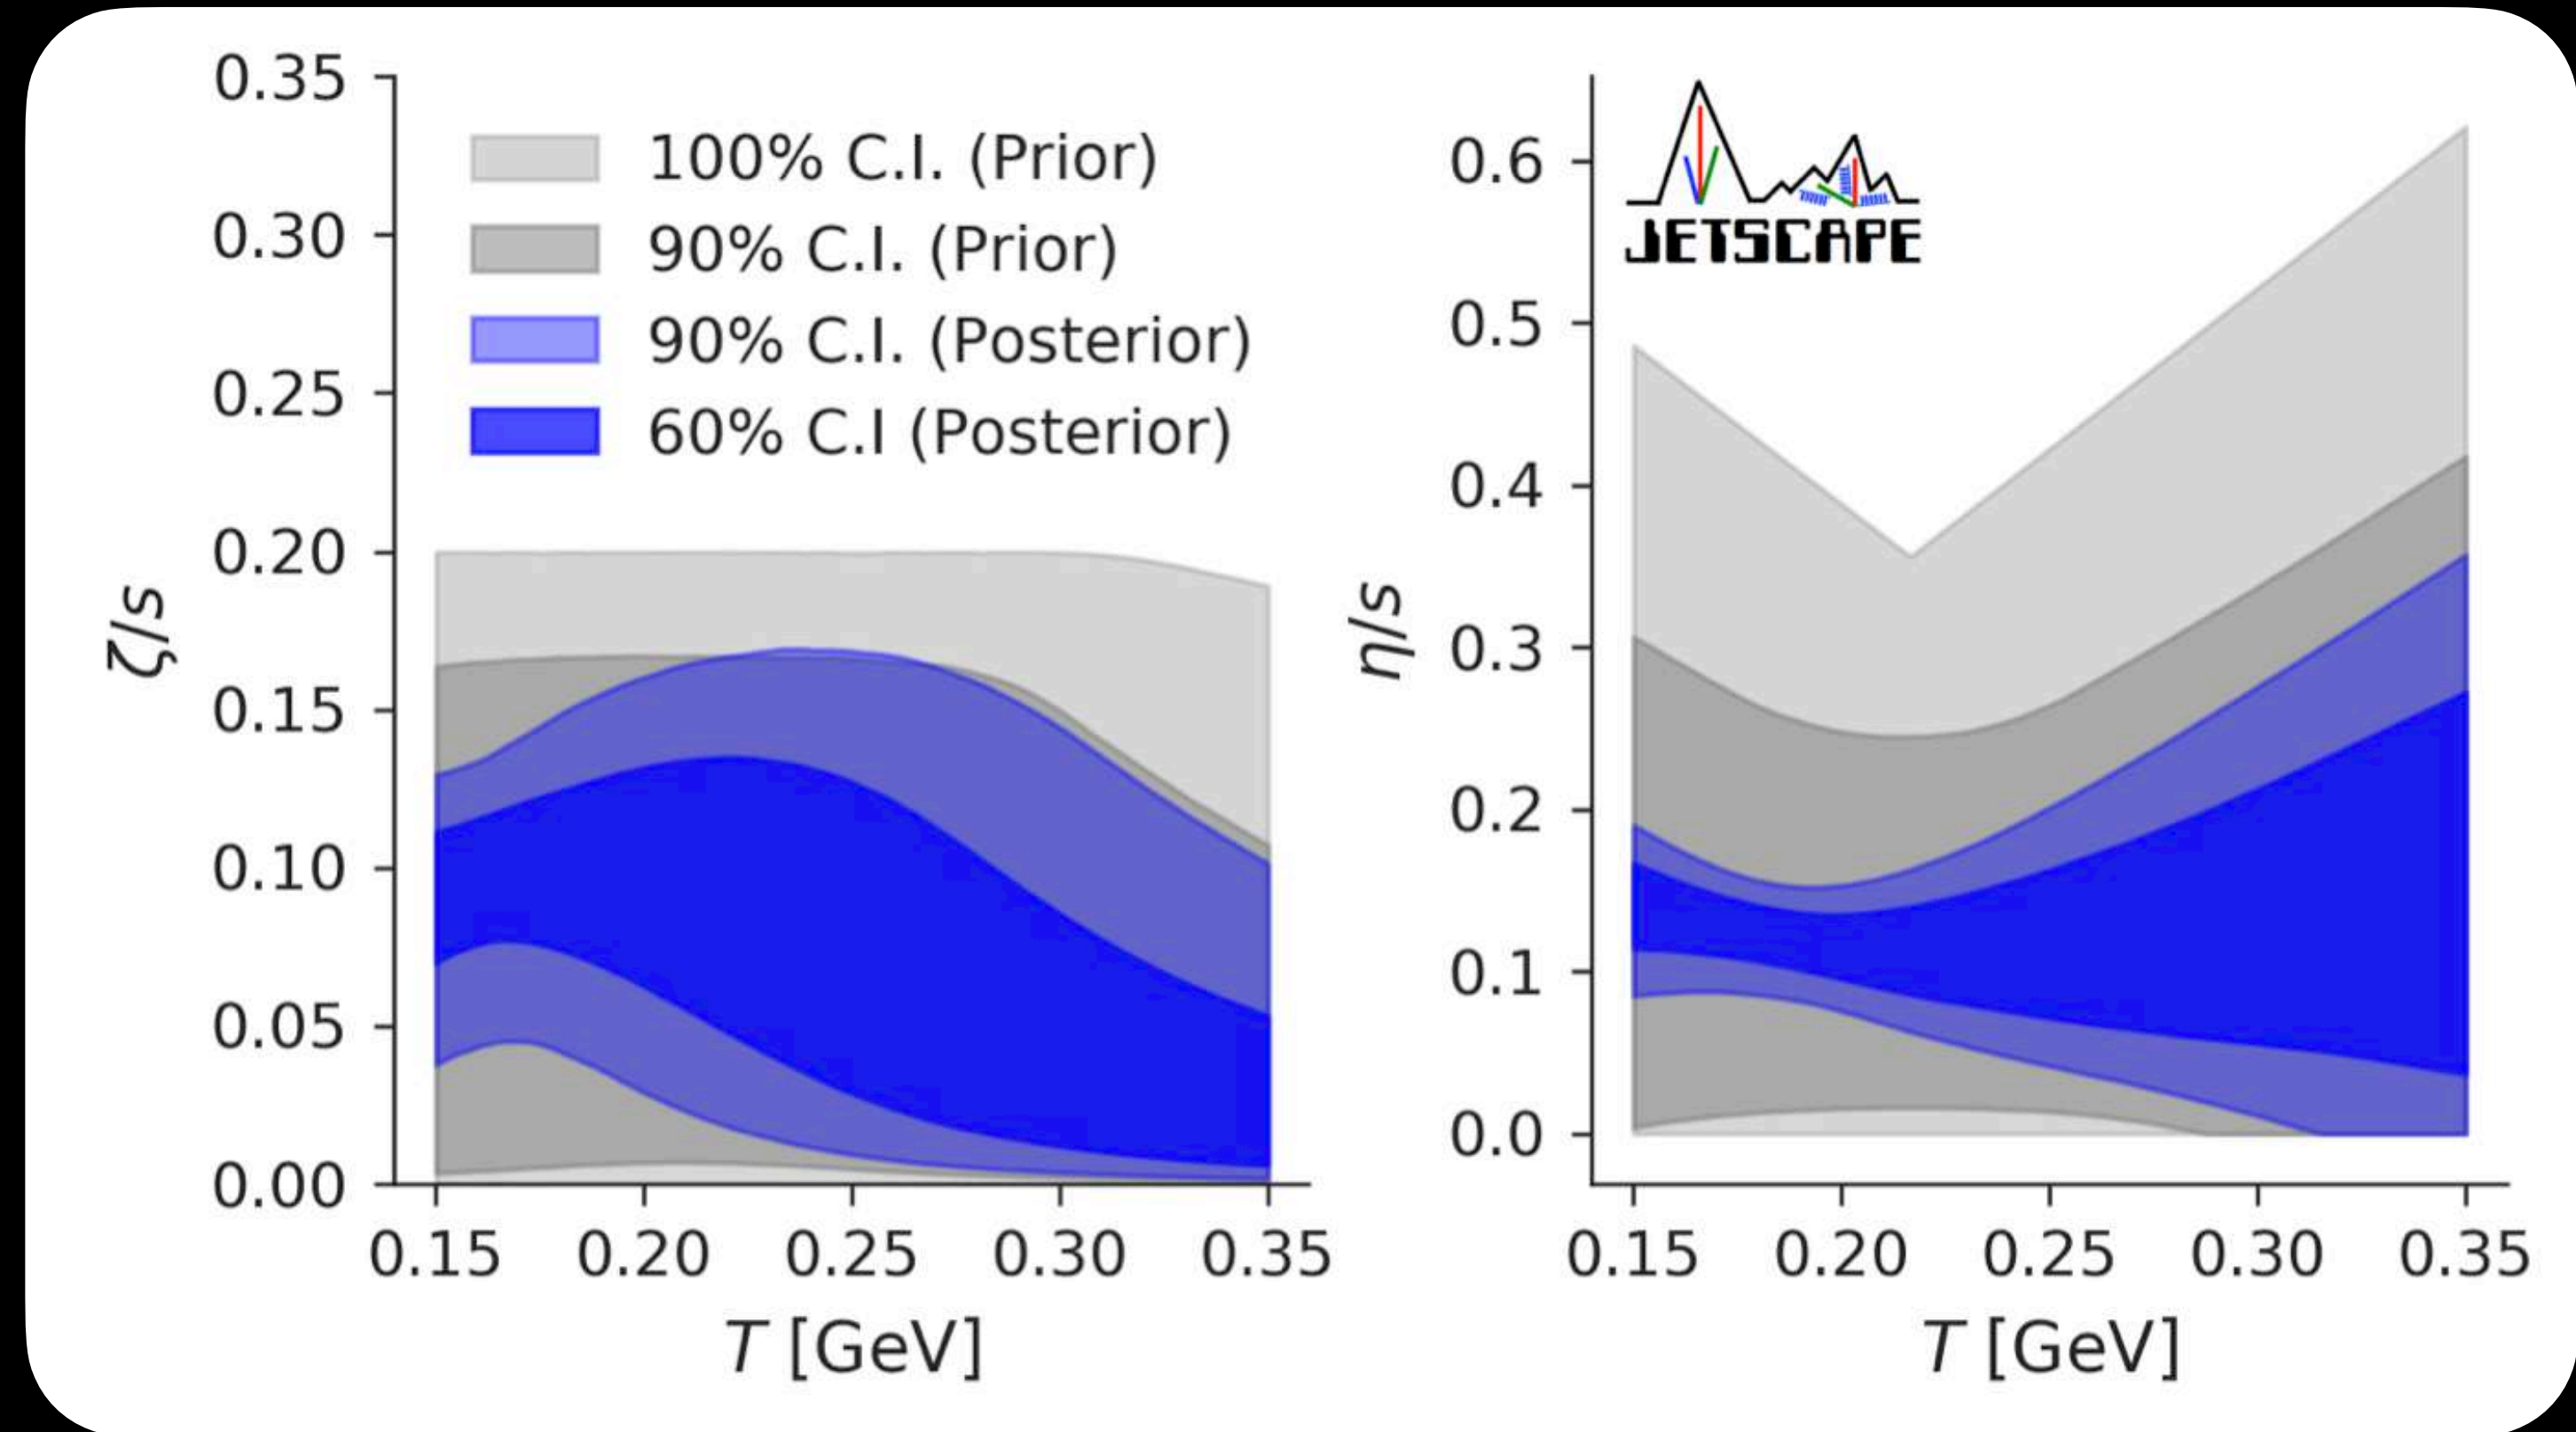 0.35
0.30
0.25
0.20
0.15
0.10
0.05
0.00
ζ/s
100% C.I. (Prior)
90% C.I. (Prior)
90% C.I. (Posterior)
60% C.I (Posterior)
0.15 0.20 0.25 0.30 0.35
T [GeV]
JETSCAPE
0.6
0.5
0.4
0.3
0.2
0.1
0.0
η/s
0.15 0.20 0.25 0.30 0.35
T [GeV]